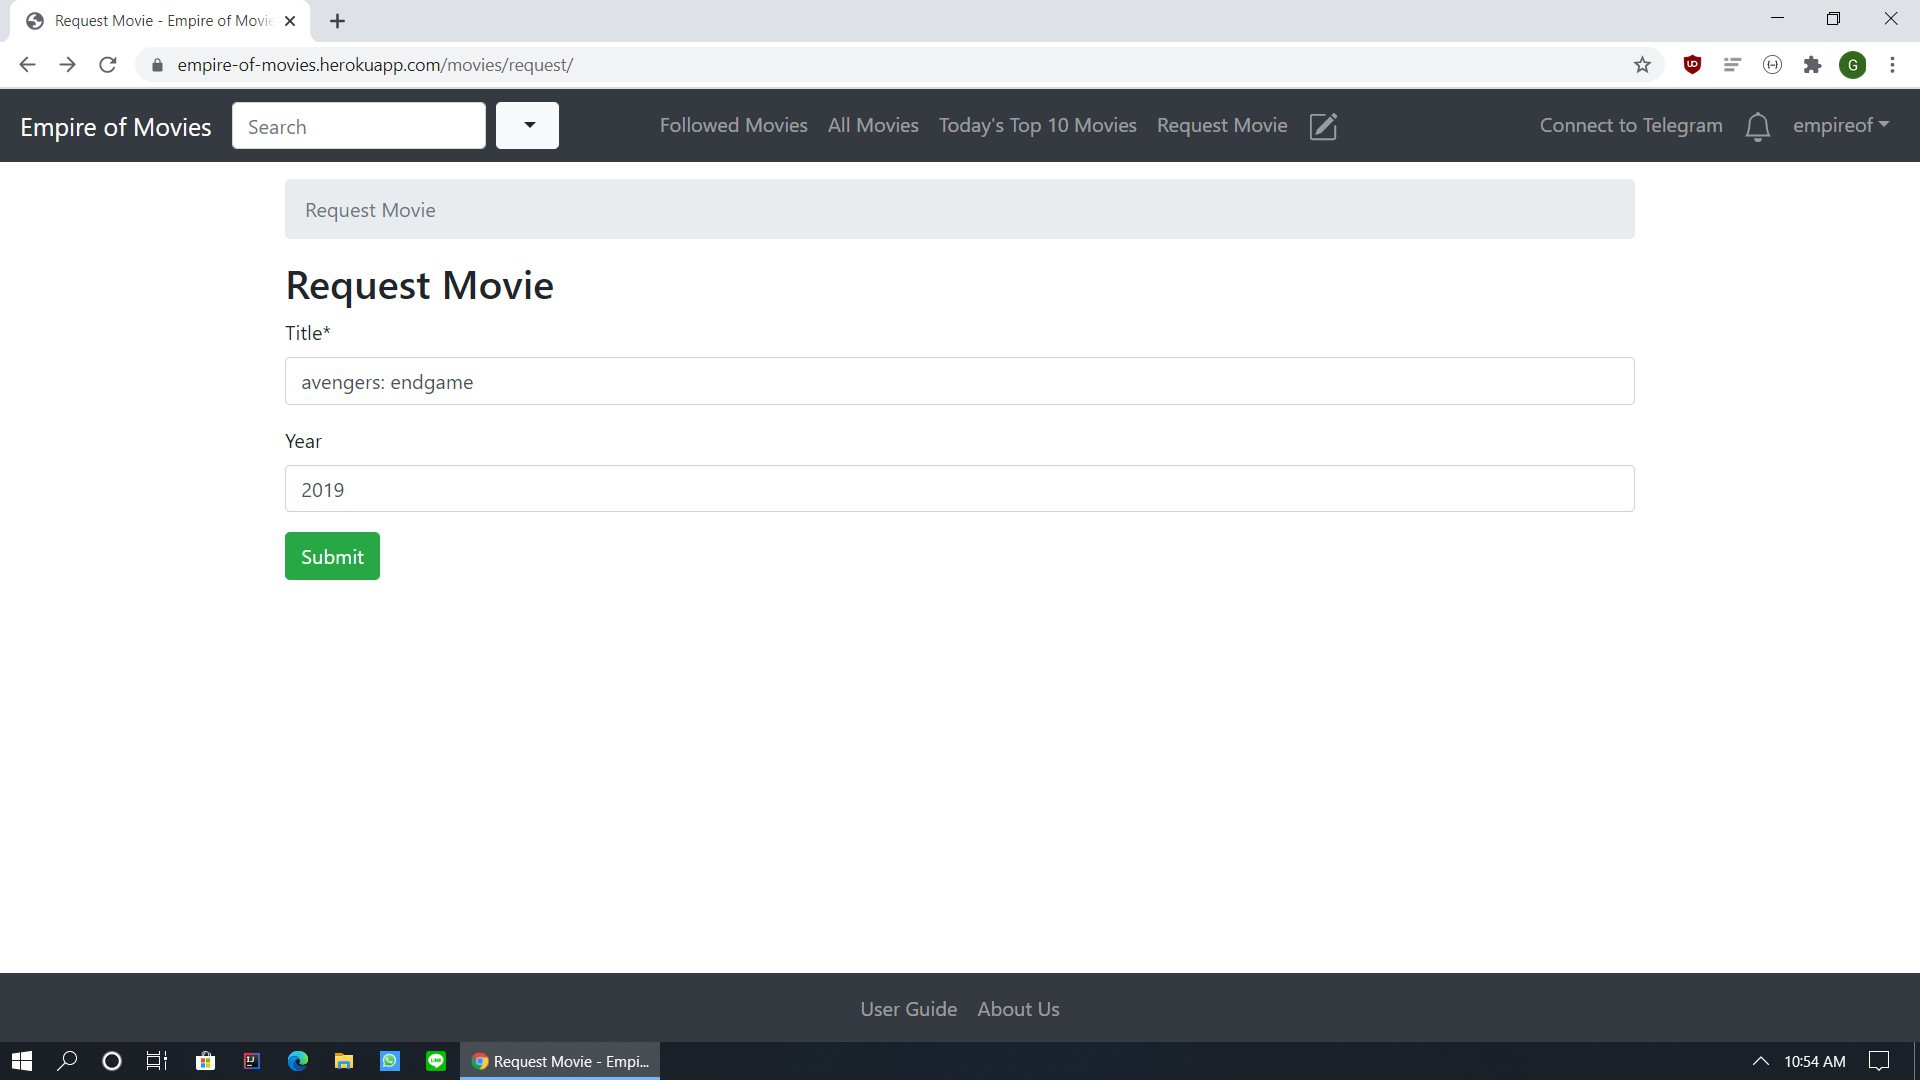 Request Movie - Empire of Movie
empire-of-movies.herokuapp.com/movies/request/
G
Empire of Movies
Search
Followed Movies
All Movies
Today's Top 10 Movies
Request Movie
Connect to Telegram
empireof
Request Movie
Request Movie
Title*
avengers: endgame
Year
2019
Submit
User Guide
About Us
Request Movie - Empi...
10:54 AM